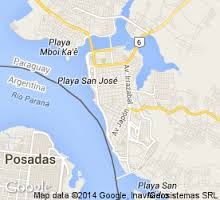 Playa
Mboi Ka'ê
6
Paraguay
Argentina
Playa San José
Río Paraná
Av. Irrazabal
Av Japón
Posadas
Playa San
Google
Map data ©2014 Google, Inav/Geosistemas SRL